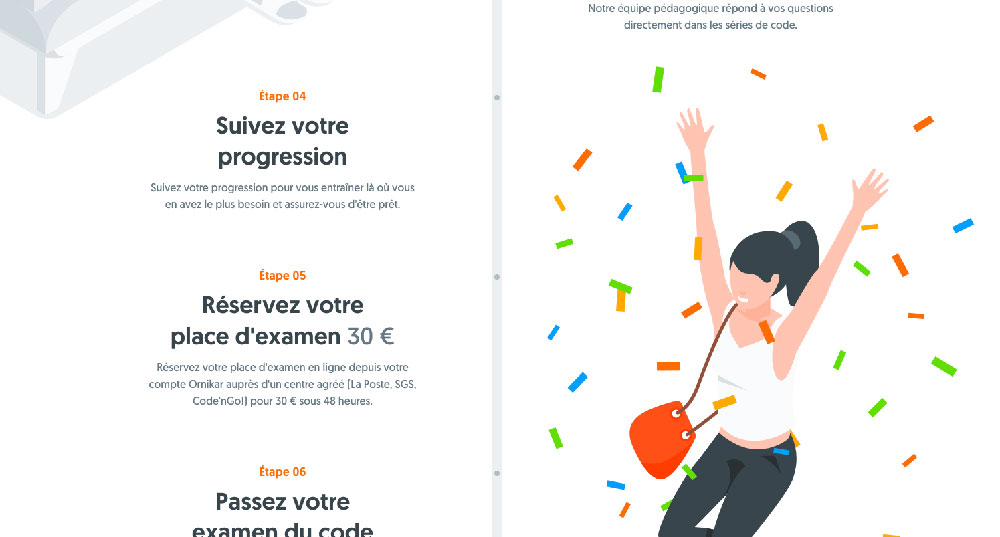 Notre équipe pédagogique répond à vos questions
directement dans les séries de code.
Étape 04
Suivez votre
progression
Suivez votre progression pour vous entraîner là où vous
en avez le plus besoin et assurez-vous d'être prêt.
Étape 05
Réservez votre
place d'examen 30 €
Réservez votre place d'examen en ligne depuis votre
compte Ornikar auprès d'un centre agréé (La Poste, SGS,
Code'nGo!) pour 30 € sous 48 heures.
Étape 06
Passez votre
examen du code